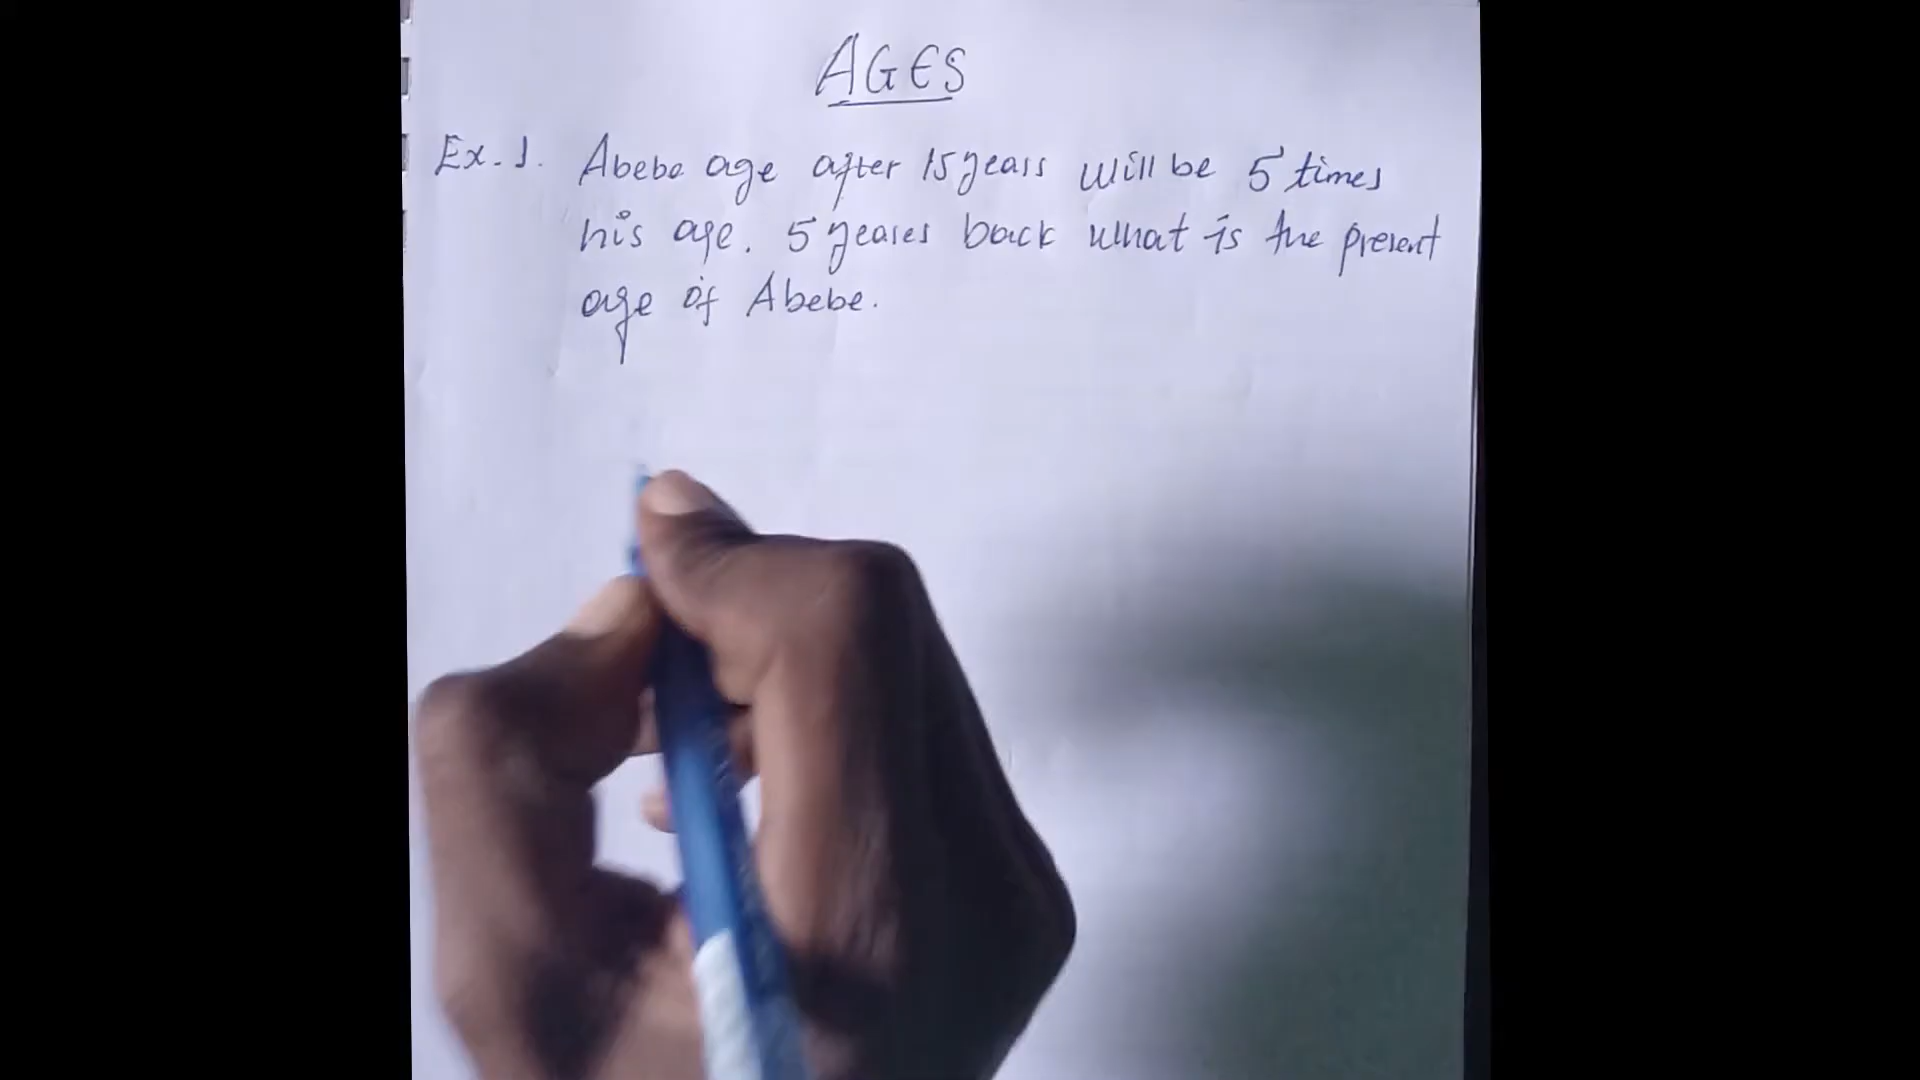 AGES
Ex-1. Abebe age after 15 years will be 5 times
his age. 5 yeares back what is the present
age of Abebe.